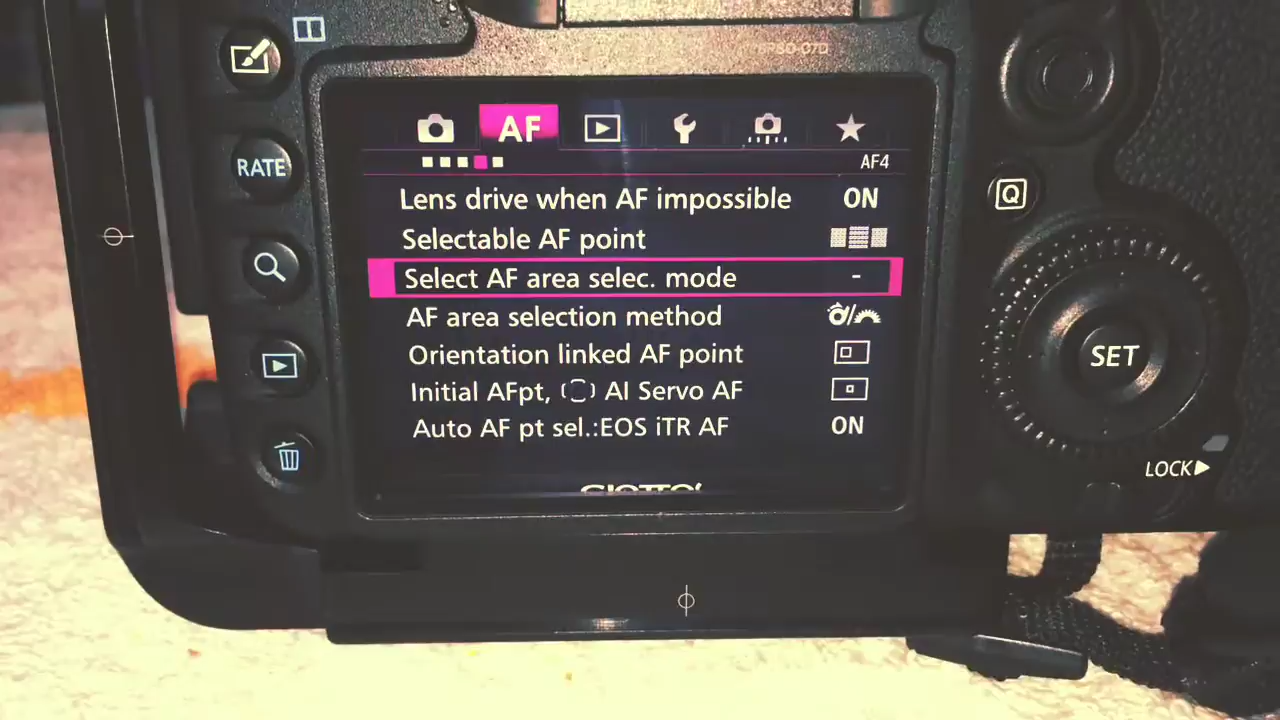 RATE
AF
AF4
Lens drive when AF impossible ON
Selectable AF point
Select AF area selec. mode -
AF area selection method
Orientation linked AF point
Initial AFpt, AI Servo AF
Auto AF pt sel.:EOS iTR AF ON
Q
SET
LOCK